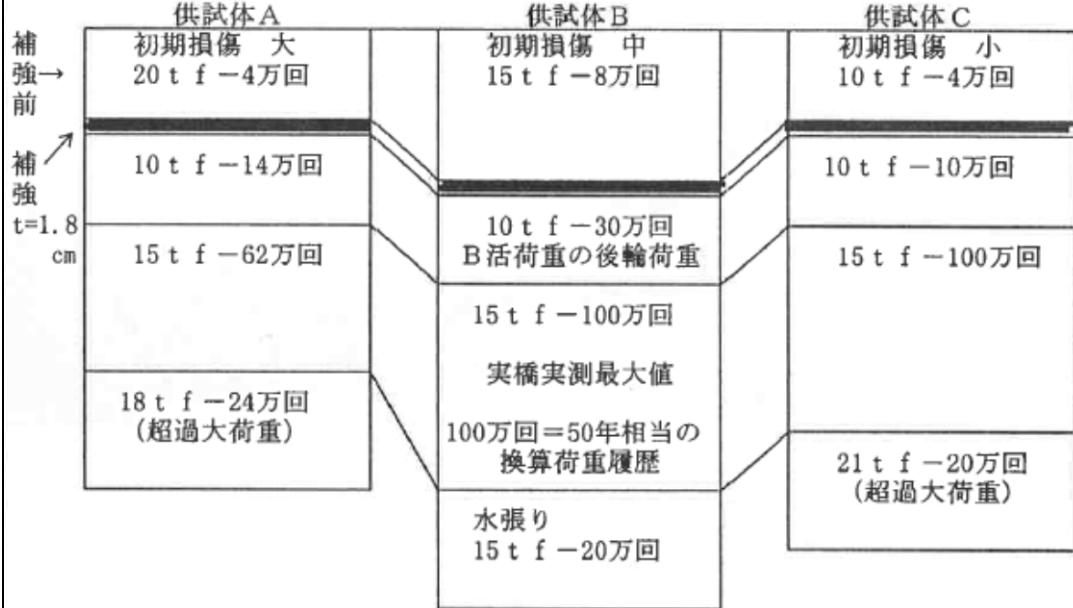 供試体A
初期損傷　大
20ｔｆ－4万回
10ｔｆ－14万回
15ｔｆ－62万回
18ｔｆ－24万回
(超過大荷重)
供試体B
初期損傷　中
15ｔｆ－8万回
10ｔｆ－30万回
B活荷重の後輪荷重
15ｔｆ－100万回
実橋実測最大値
100万回＝50年相当の
換算荷重履歴
水張り
15ｔｆ－20万回
供試体C
初期損傷　小
10ｔｆ－4万回
10ｔｆ－10万回
15ｔｆ－100万回
21ｔｆ－20万回
(超過大荷重)
補強前→
補強
t=1.8
cm